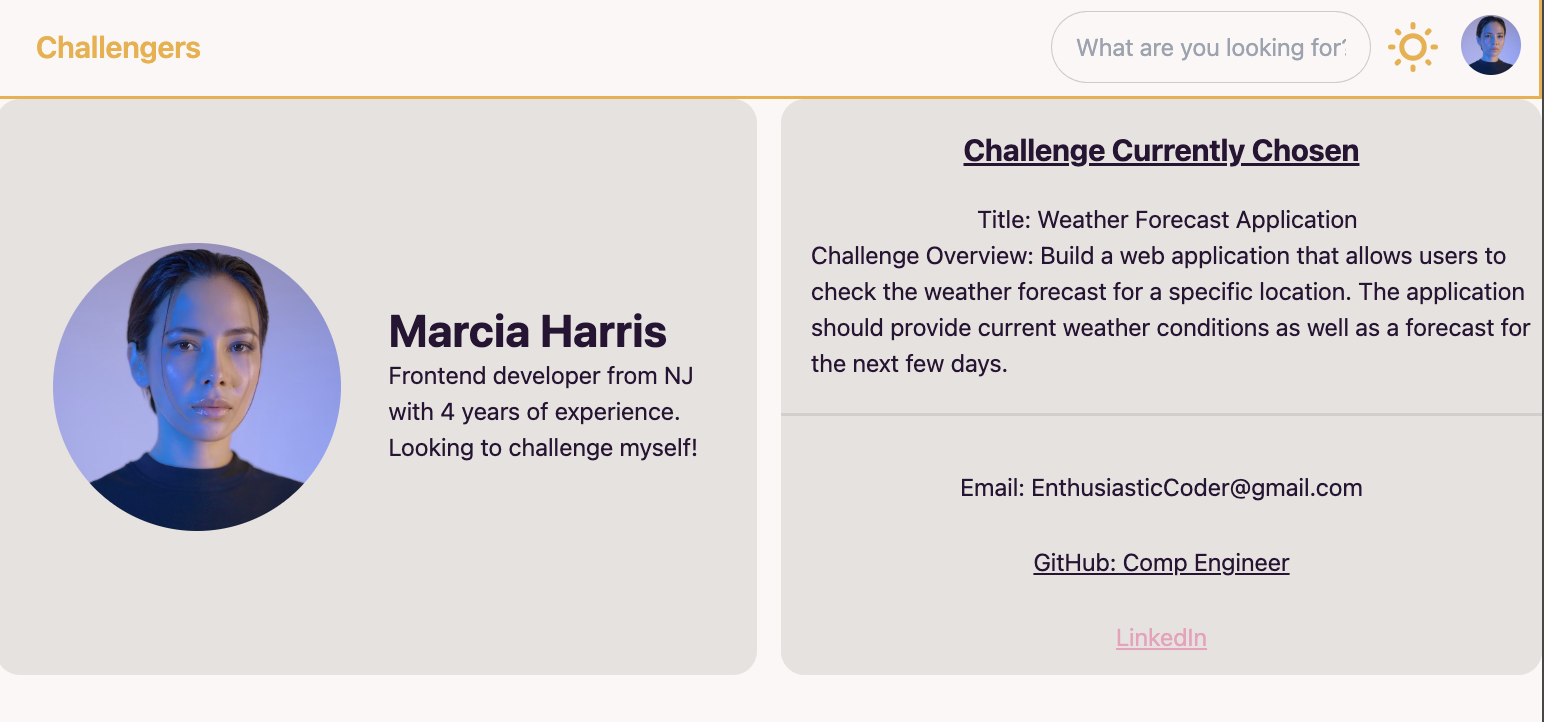 Challengers
What are you looking for?
Marcia Harris
Frontend developer from NJ
with 4 years of experience.
Looking to challenge myself!
Challenge Currently Chosen
Title: Weather Forecast Application
Challenge Overview: Build a web application that allows users to
check the weather forecast for a specific location. The application
should provide current weather conditions as well as a forecast for
the next few days.
Email: EnthusiasticCoder@gmail.com
GitHub: Comp Engineer
LinkedIn